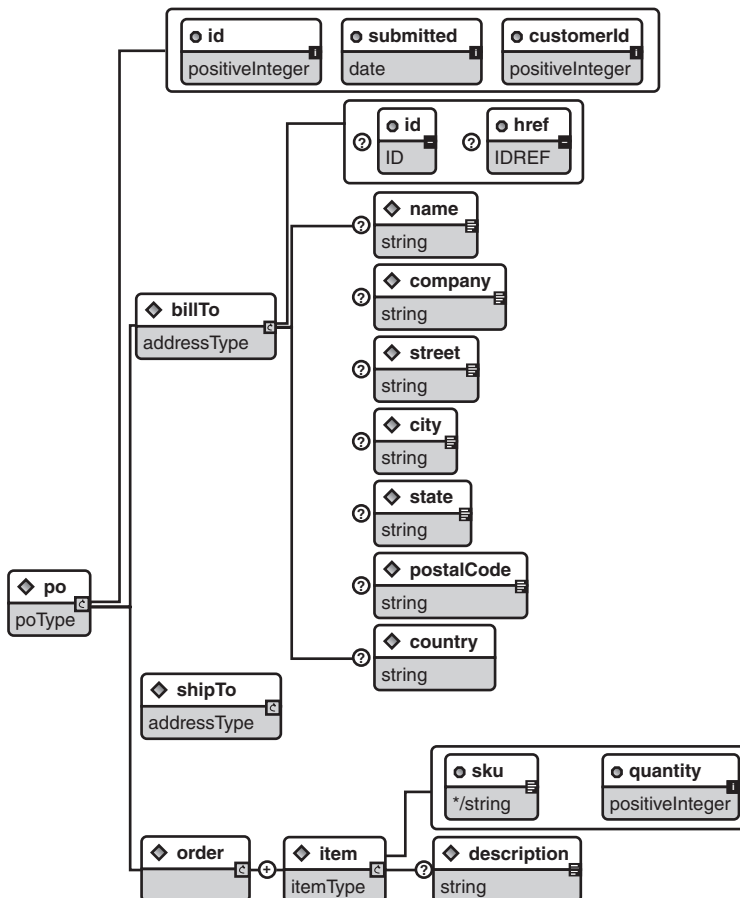 id
positiveInteger
submitted
date
customerId
positiveInteger
? id
ID
? href
IDREF
billTo
addressType
? name
string
? company
string
? street
string
? city
string
? state
string
? postalCode
string
? country
string
po
poType
shipTo
addressType
sku
*/string
quantity
positiveInteger
order
+
item
itemType
? description
string